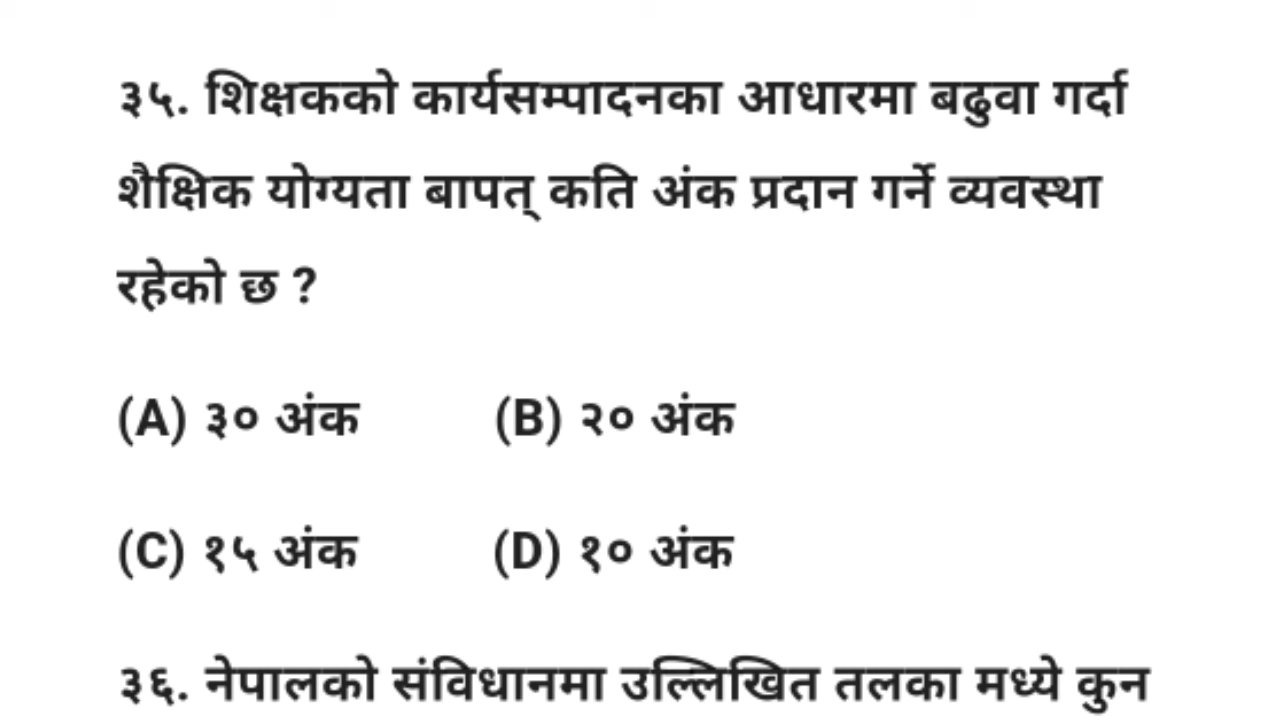 ३५. शिक्षकको कार्यसम्पादनका आधारमा बढुवा गर्दा
शैक्षिक योग्यता बापत् कति अंक प्रदान गर्ने व्यवस्था
रहेको छ ?
(A) ३० अंक (B) २० अंक
(C) १५ अंक (D) १० अंक
३६. नेपालको संविधानमा उल्लिखित तलका मध्ये कुन